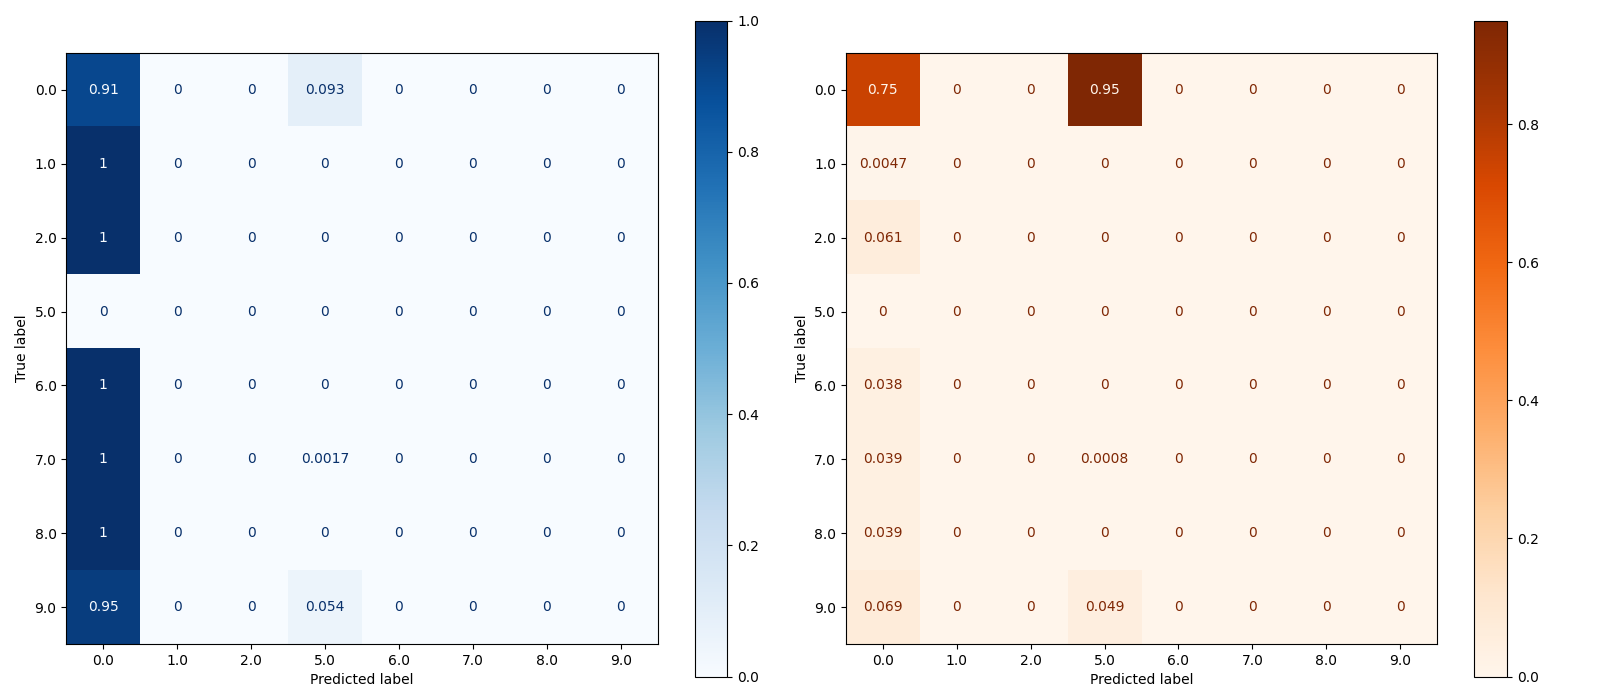 0.0 0.91 0 0 0.093 0 0 0 0
1.0 1 0 0 0 0 0 0 0
2.0 1 0 0 0 0 0 0 0
5.0 0 0 0 0 0 0 0 0
6.0 1 0 0 0 0 0 0 0
7.0 1 0 0 0.0017 0 0 0 0
8.0 1 0 0 0 0 0 0 0
9.0 0.95 0 0 0.054 0 0 0 0
0.0 1.0 2.0 5.0 6.0 7.0 8.0 9.0
Predicted label
True label
1.0
0.8
0.6
0.4
0.2
0.0
0.0 0.75 0 0 0.95 0 0 0 0
1.0 0.0047 0 0 0 0 0 0 0
2.0 0.061 0 0 0 0 0 0 0
5.0 0 0 0 0 0 0 0 0
6.0 0.038 0 0 0 0 0 0 0
7.0 0.039 0 0 0.0008 0 0 0 0
8.0 0.039 0 0 0 0 0 0 0
9.0 0.069 0 0 0.049 0 0 0 0
0.0 1.0 2.0 5.0 6.0 7.0 8.0 9.0
Predicted label
True label
0.8
0.6
0.4
0.2
0.0